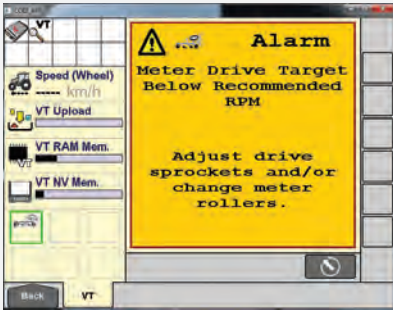 VT
Speed (Wheel)
----- km/h
VT Upload
VT RAM Mem.
VT
VT NV Mem.
Back
VT
Alarm
Meter Drive Target
Below Recommended
RPM
Adjust drive
sprockets and/or
change meter
rollers.